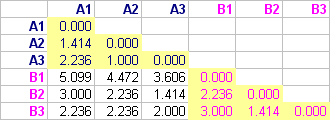 A1 A2 A3 B1 B2 B3
A1 0.000
A2 1.414 0.000
A3 2.236 1.000 0.000
B1 5.099 4.472 3.606 0.000
B2 3.000 2.236 1.414 2.236 0.000
B3 2.236 2.236 2.000 3.000 1.414 0.000